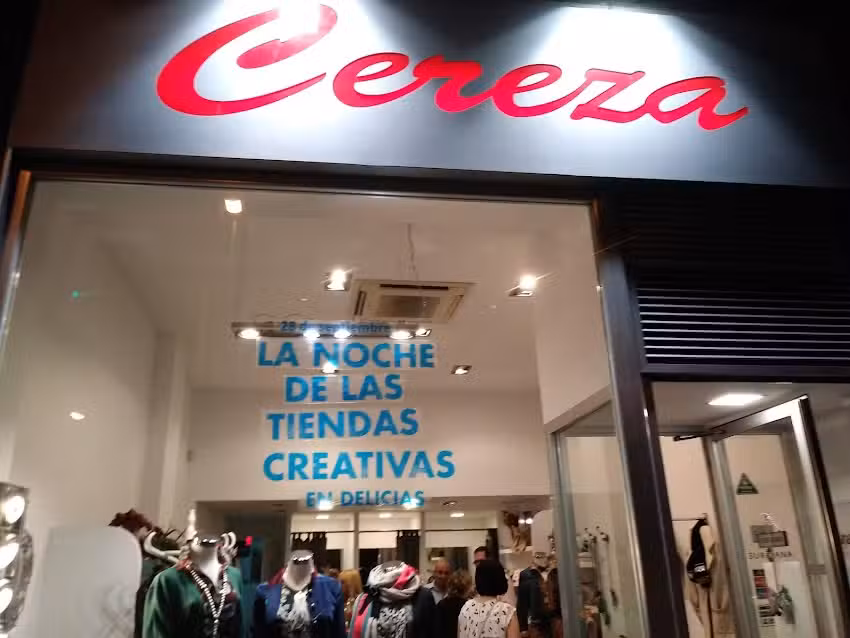 Cereza
28 de septiembre
LA NOCHE
DE LAS
TIENDAS
CREATIVAS
EN DELICIAS